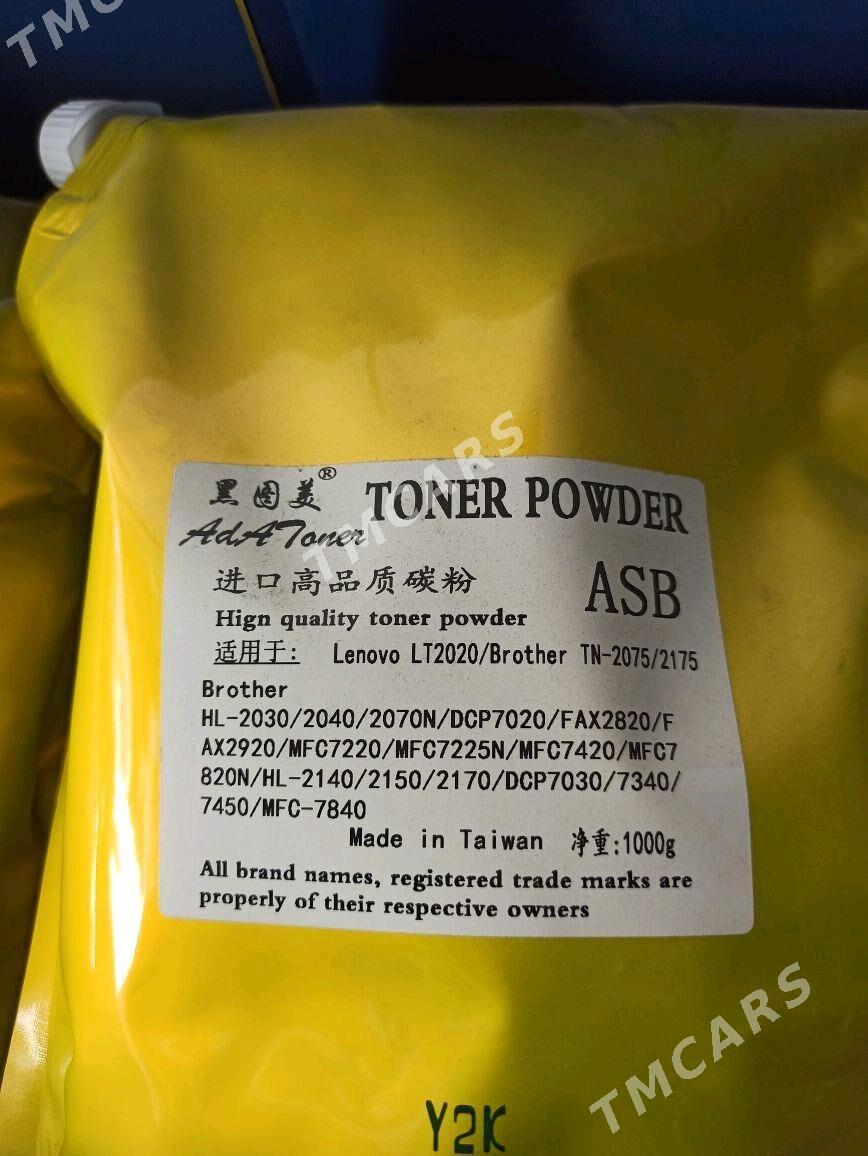 TMC
黑图美®
TONER POWDER
AdA Toner
TMCARS
进口高品质碳粉
ASB
Hign quality toner powder
适用于: Lenovo LT2020/Brother TN-2075/2175
Brother
HL-2030/2040/2070N/DCP7020/FAX2820/F
AX2920/MFC7220/MFC7225N/MFC7420/MFC7
820N/HL-2140/2150/2170/DCP7030/7340/
7450/MFC-7840
Made in Taiwan 净重:1000g
All brand names, registered trade marks are
properly of their respective owners
TMCARS
Y2K